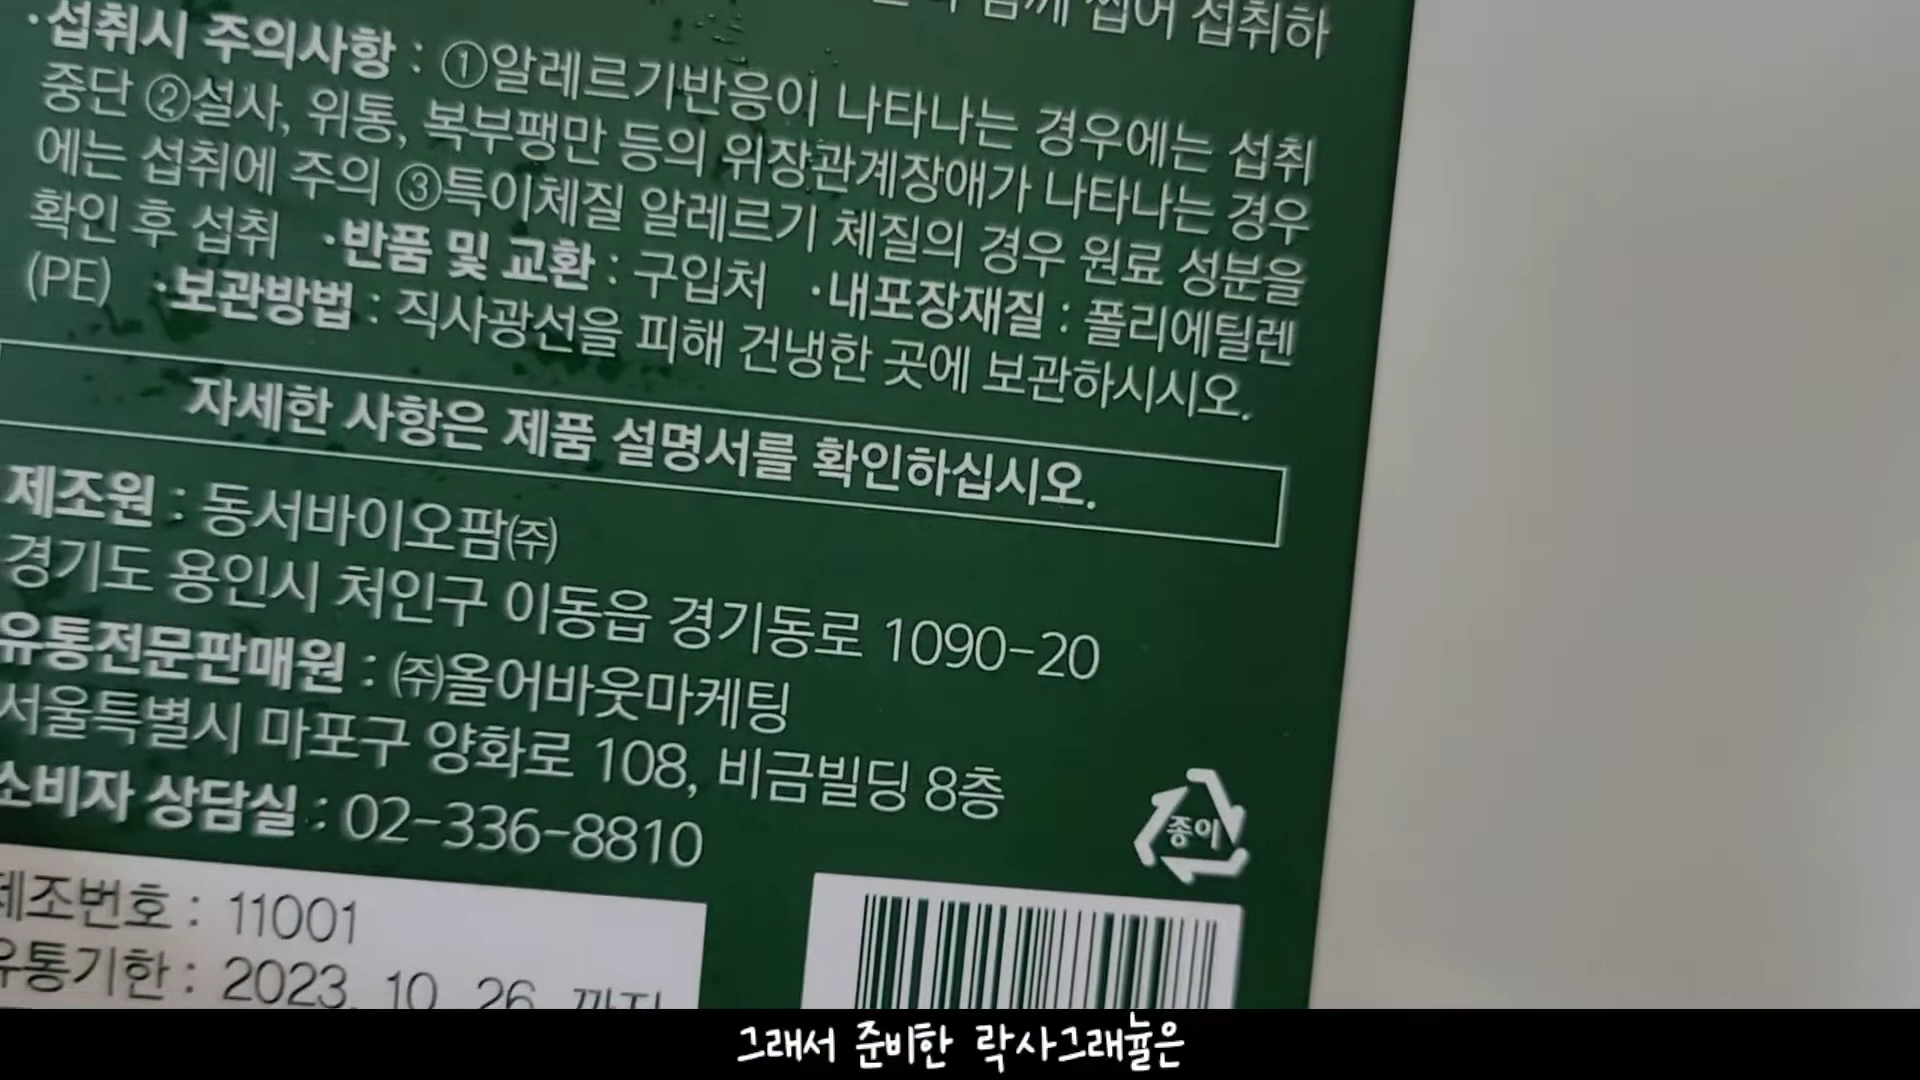 씹어 섭취하
·섭취시 주의사항 : ①알레르기반응이 나타나는 경우에는 섭취
중단 ②설사, 위통, 복부팽만 등의 위장관계장애가 나타나는 경우
에는 섭취에 주의 ③특이체질 알레르기 체질의 경우 원료 성분을
확인 후 섭취 ·반품 및 교환 : 구입처 ·내포장재질 : 폴리에틸렌
(PE) ·보관방법 : 직사광선을 피해 건냉한 곳에 보관하시시오.
자세한 사항은 제품 설명서를 확인하십시오.
제조원 : 동서바이오팜㈜
경기도 용인시 처인구 이동읍 경기동로 1090-20
유통전문판매원 : ㈜올어바웃마케팅
서울특별시 마포구 양화로 108, 비금빌딩 8층
소비자 상담실 : 02-336-8810
종이
제조번호 : 11001
유통기한 : 2023. 10. 26 까지
그래서 준비한 락사그래뉼은